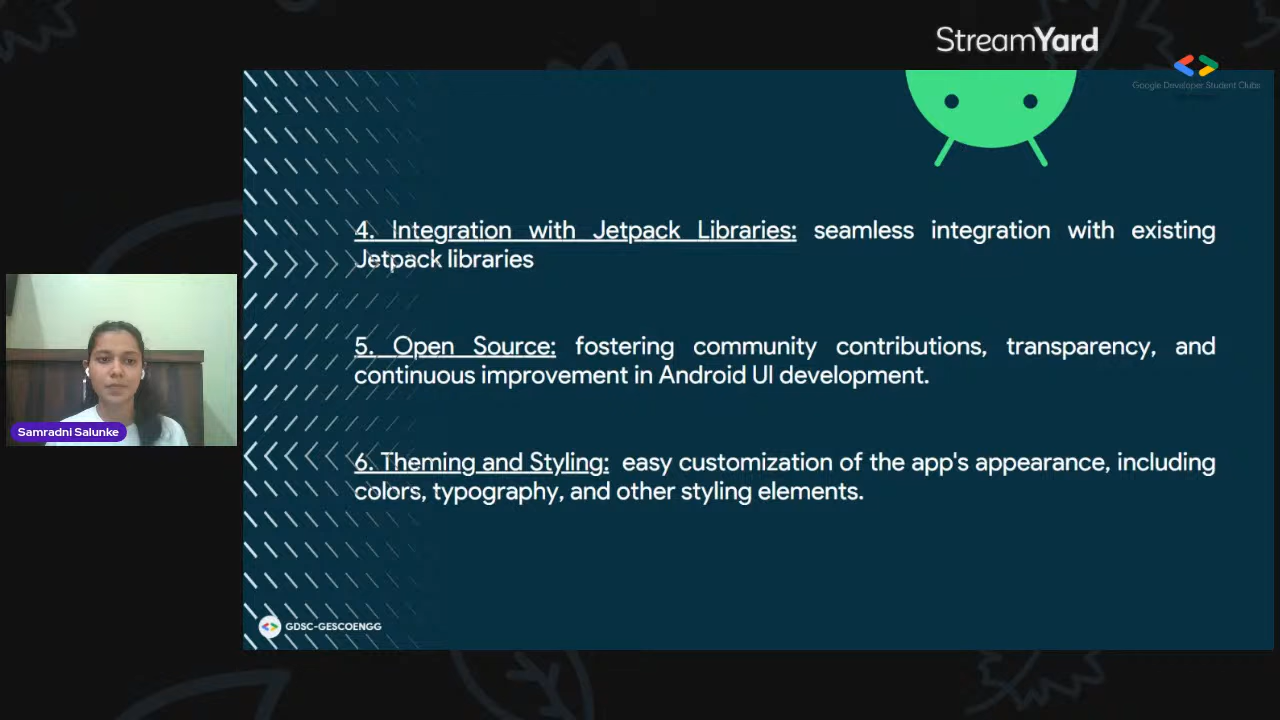 StreamYard
Google Developer Student Clubs
4. Integration with Jetpack Libraries: seamless integration with existing
Jetpack libraries
5. Open Source: fostering community contributions, transparency, and
continuous improvement in Android UI development.
6. Theming and Styling: easy customization of the app's appearance, including
colors, typography, and other styling elements.
Samradni Salunke
GDSC-GESCOENGG